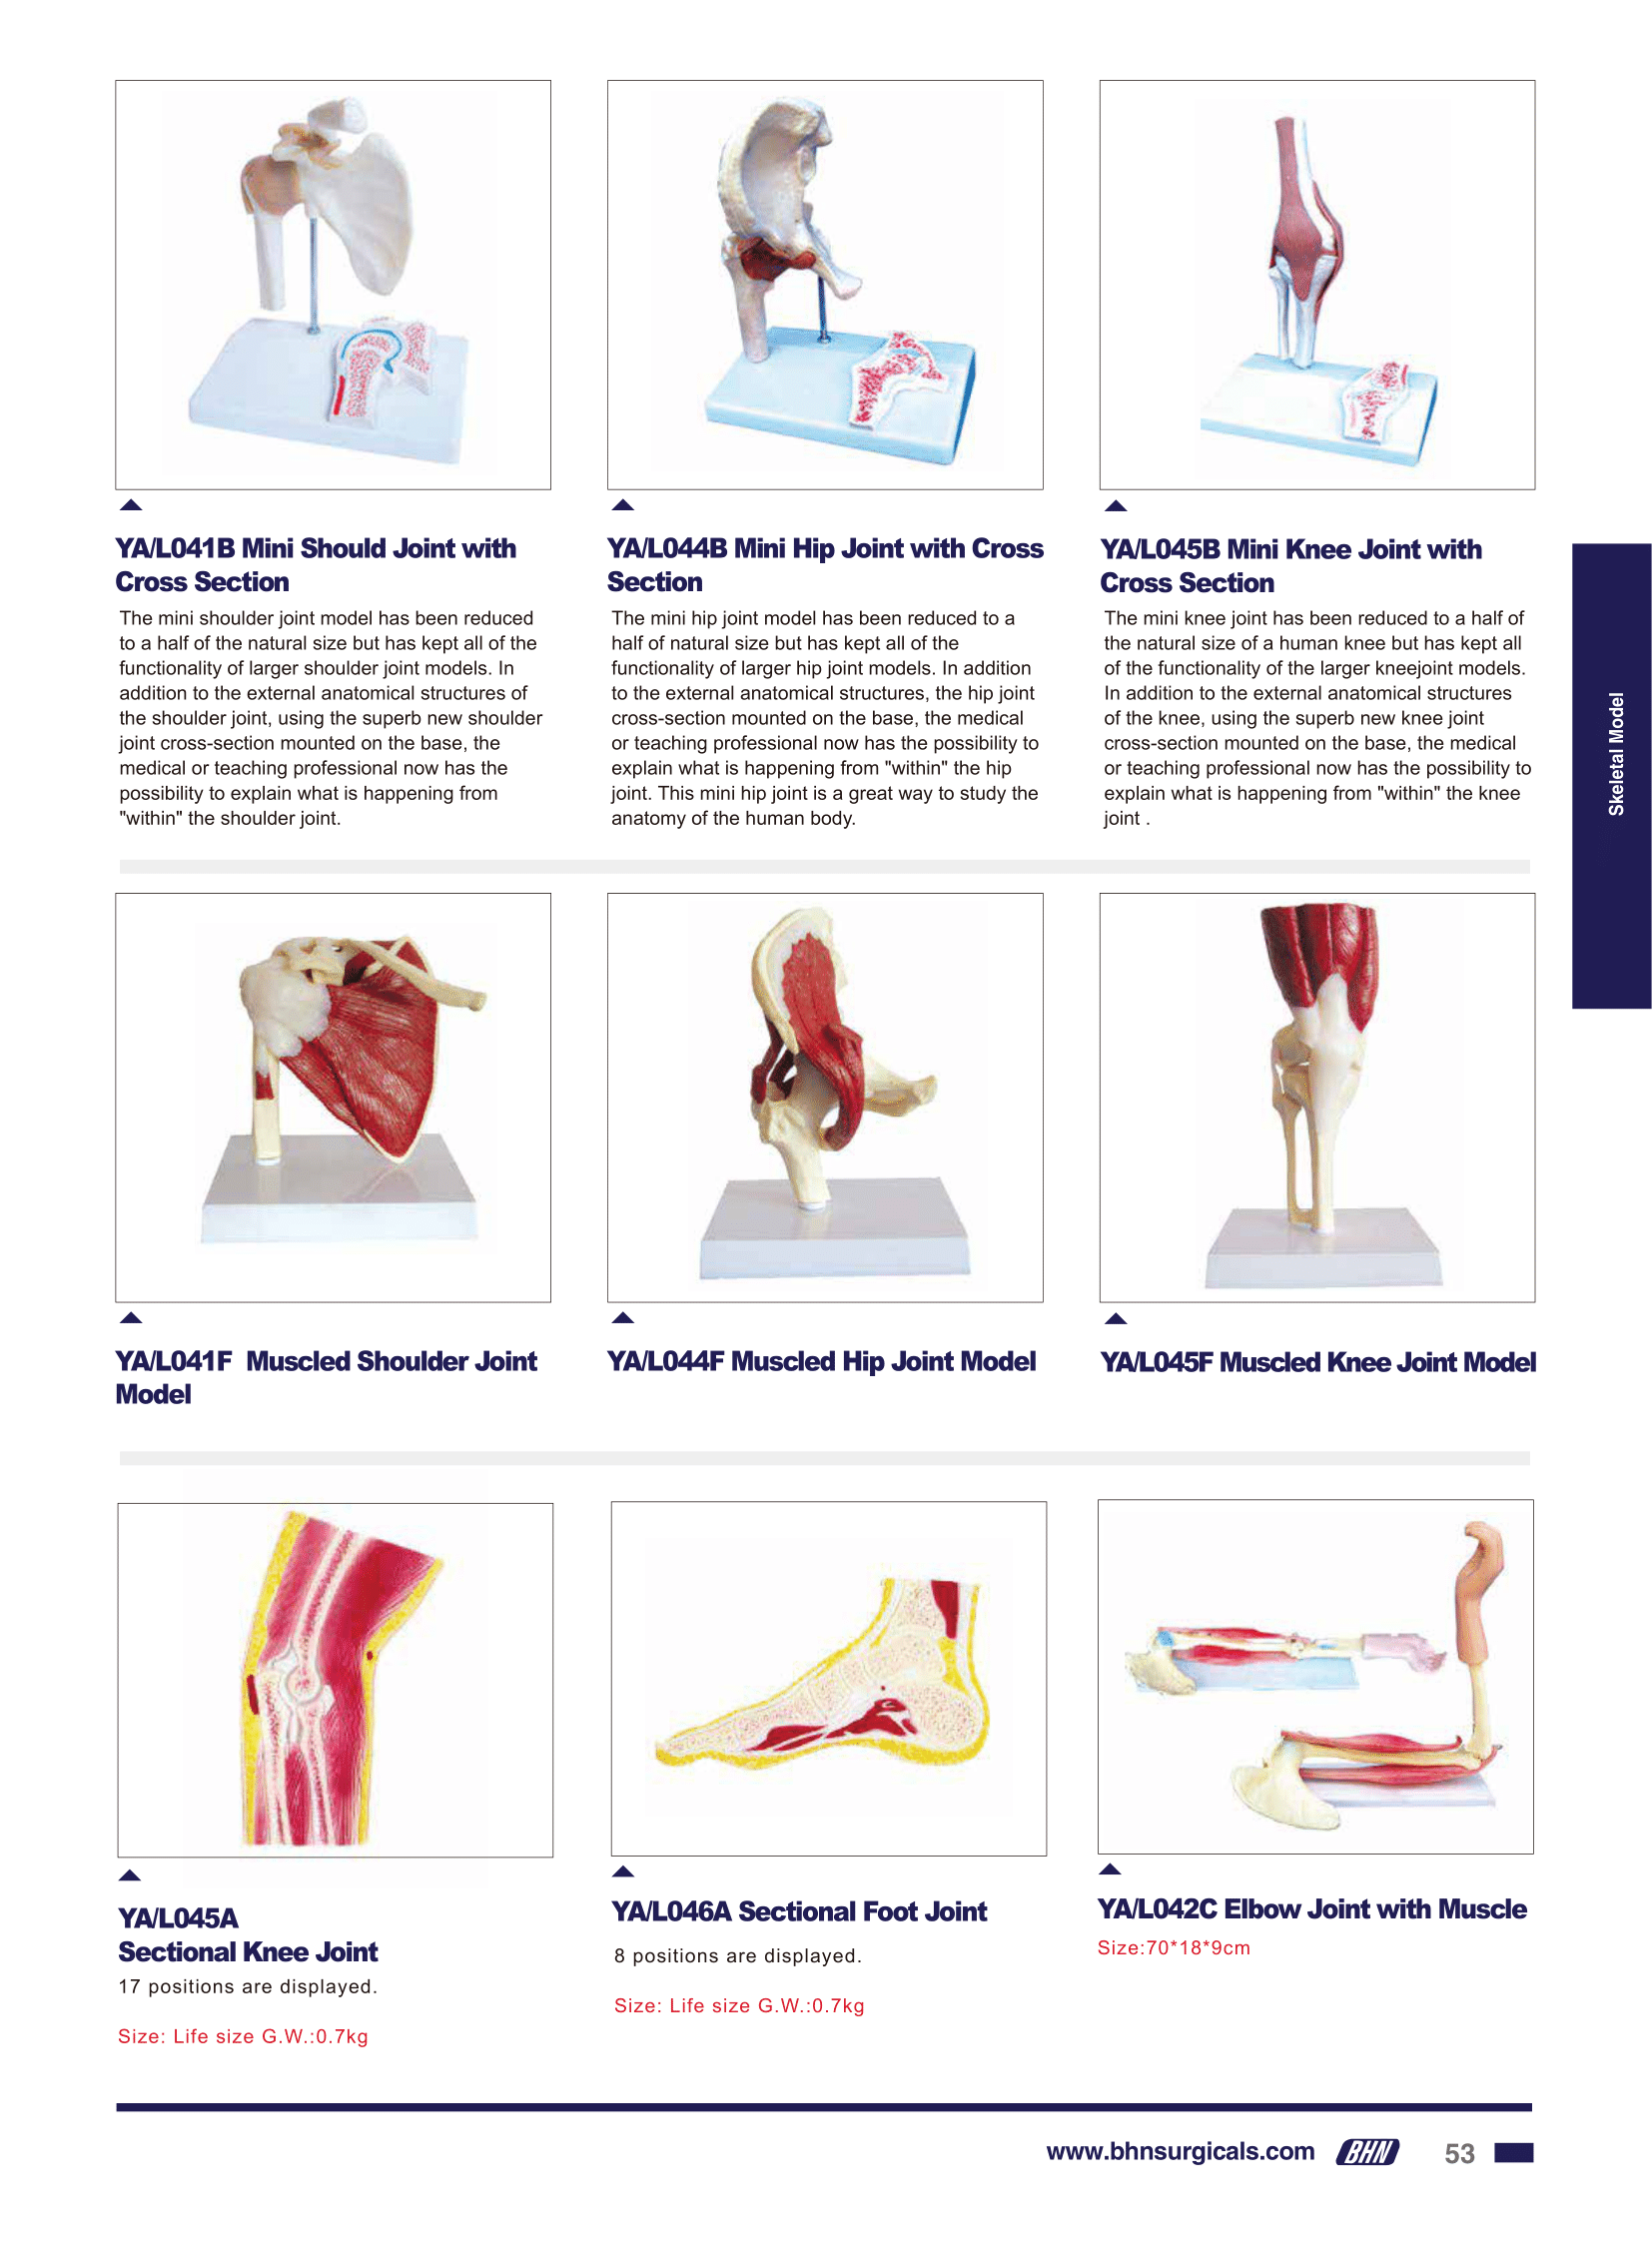 YA/L041B Mini Should Joint with
Cross Section
The mini shoulder joint model has been reduced
to a half of the natural size but has kept all of the
functionality of larger shoulder joint models. In
addition to the external anatomical structures of
the shoulder joint, using the superb new shoulder
joint cross-section mounted on the base, the
medical or teaching professional now has the
possibility to explain what is happening from
"within" the shoulder joint.
YA/L044B Mini Hip Joint with Cross
Section
The mini hip joint model has been reduced to a
half of natural size but has kept all of the
functionality of larger hip joint models. In addition
to the external anatomical structures, the hip joint
cross-section mounted on the base, the medical
or teaching professional now has the possibility to
explain what is happening from "within" the hip
joint. This mini hip joint is a great way to study the
anatomy of the human body.
YA/L045B Mini Knee Joint with
Cross Section
The mini knee joint has been reduced to a half of
the natural size of a human knee but has kept all
of the functionality of the larger kneejoint models.
In addition to the external anatomical structures
of the knee, using the superb new knee joint
cross-section mounted on the base, the medical
or teaching professional now has the possibility to
explain what is happening from "within" the knee
joint .
Skeletal Model
YA/L041F  Muscled Shoulder Joint
Model
YA/L044F Muscled Hip Joint Model
YA/L045F Muscled Knee Joint Model
YA/L045A
Sectional Knee Joint
17 positions are displayed.
Size: Life size G.W.:0.7kg
YA/L046A Sectional Foot Joint
8 positions are displayed.
Size: Life size G.W.:0.7kg
YA/L042C Elbow Joint with Muscle
Size:70*18*9cm
www.bhnsurgicals.com BHN 53